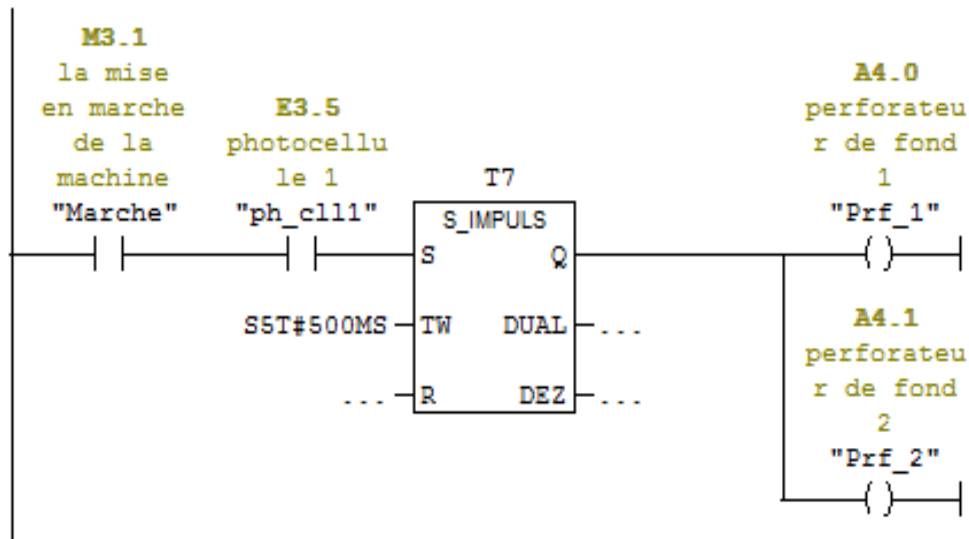 M3.1
la mise
en marche
de la
machine
"Marche"
E3.5
photocellu
le 1
"ph_cll1"
T7
S_IMPULS
S
Q
S5T#500MS
TW
DUAL
...
...
R
DEZ
...
A4.0
perforateu
r de fond
1
"Prf_1"
A4.1
perforateu
r de fond
2
"Prf_2"